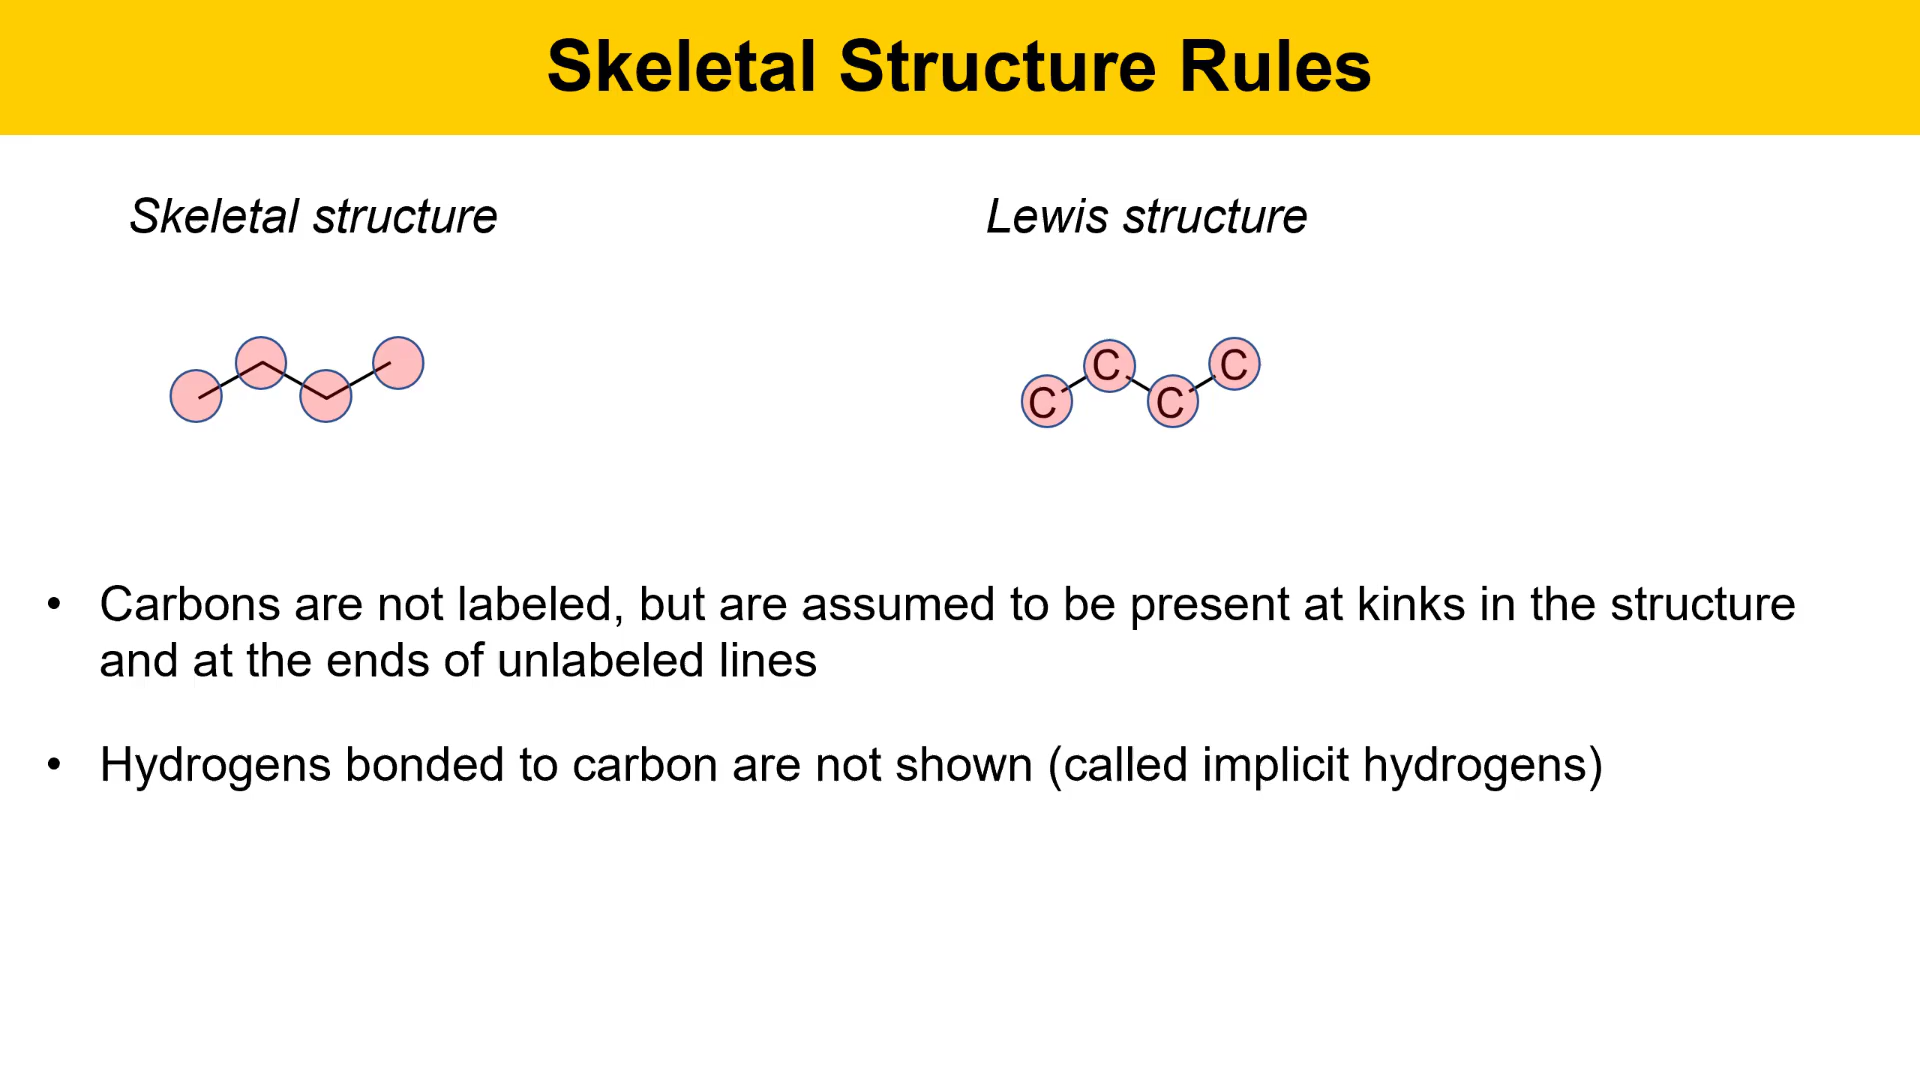 Skeletal Structure Rules
Skeletal structure
Lewis structure
C C C C
• Carbons are not labeled, but are assumed to be present at kinks in the structure
and at the ends of unlabeled lines
• Hydrogens bonded to carbon are not shown (called implicit hydrogens)